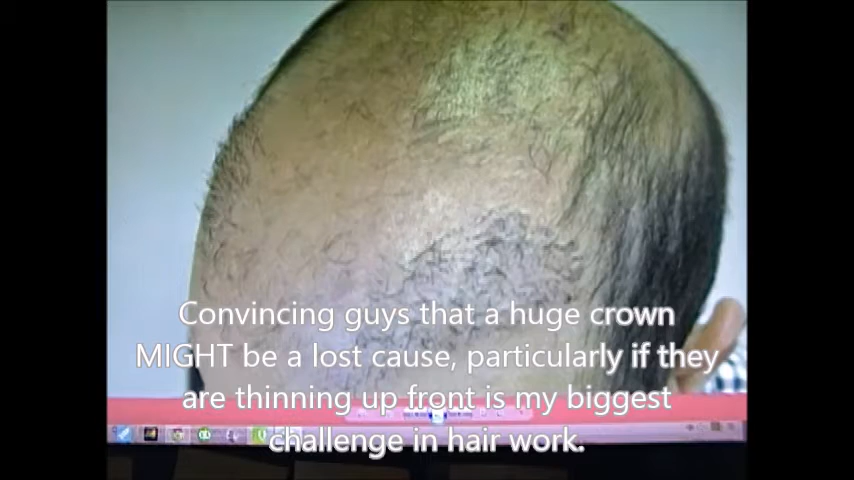 Convincing guys that a huge crown
MIGHT be a lost cause, particularly if they
are thinning up front is my biggest
challenge in hair work.